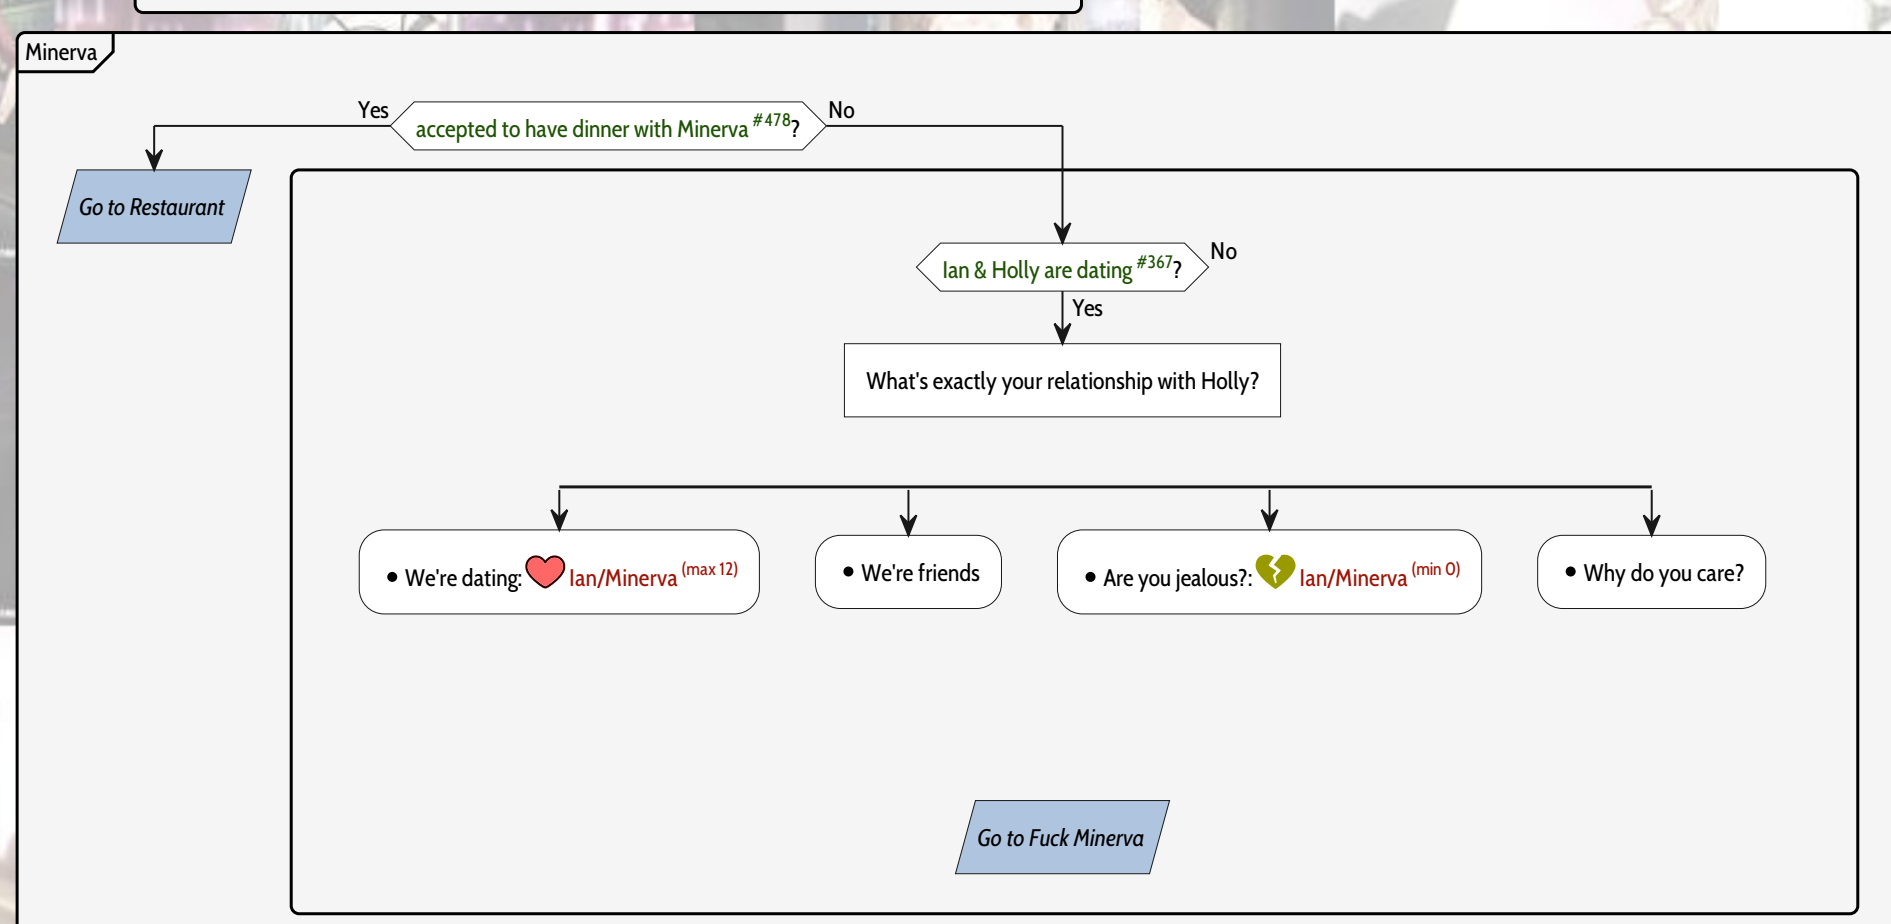 Minerva
Yes
accepted to have dinner with Minerva #478?
No
Go to Restaurant
Ian & Holly are dating #367?
No
Yes
What's exactly your relationship with Holly?
• We're dating: Ian/Minerva (max 12)
• We're friends
• Are you jealous?: Ian/Minerva (min 0)
• Why do you care?
Go to Fuck Minerva